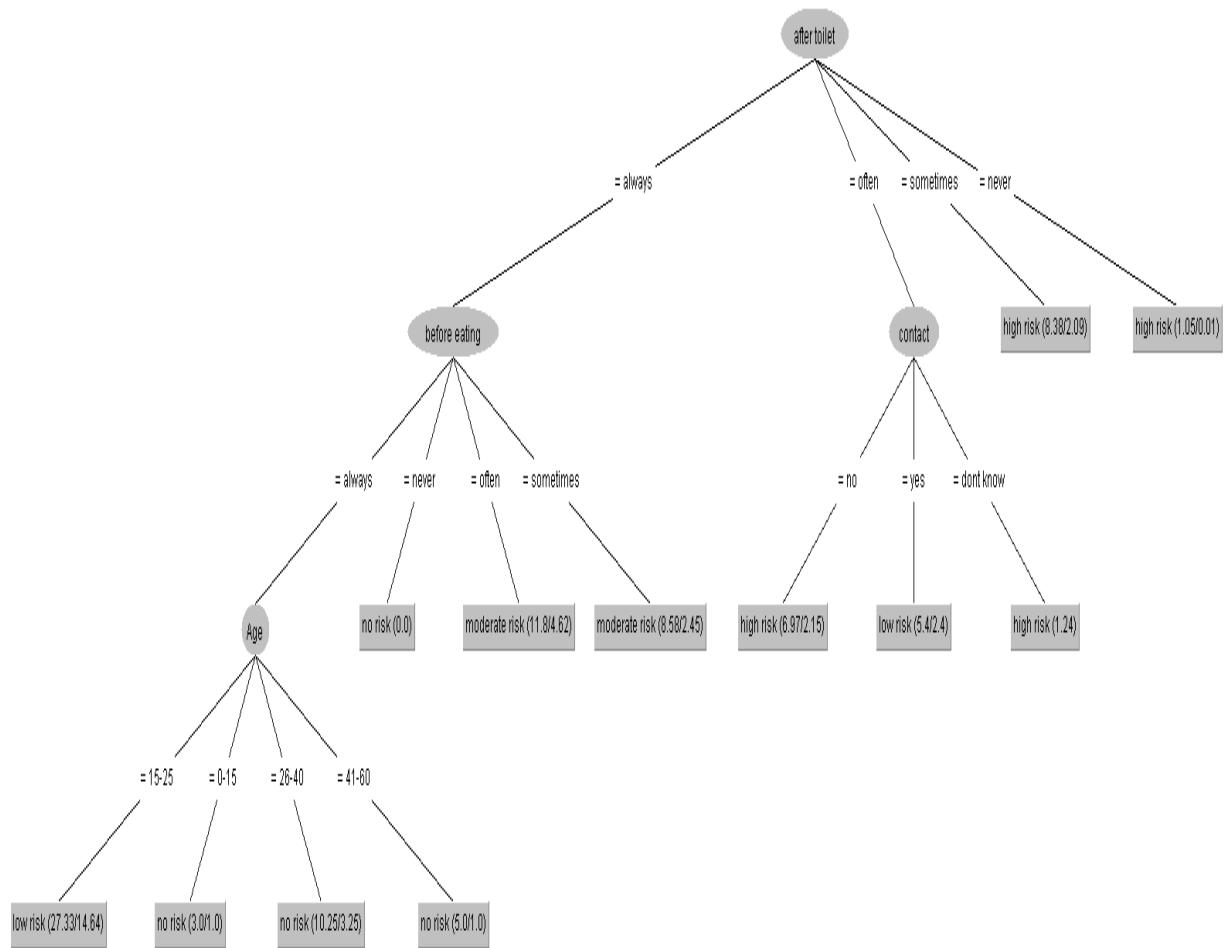 after toilet
= always
= often
= sometimes
= never
before eating
contact
high risk (8.38/2.09)
high risk (1.05/0.01)
= always
= never
= often
= sometimes
= no
= yes
= dont know
Age
no risk (0.0)
moderate risk (11.8/4.62)
moderate risk (8.58/2.45)
high risk (6.97/2.15)
low risk (5.4/2.4)
high risk (1.24)
= 15-25
= 0-15
= 26-40
= 41-60
low risk (27.33/14.64)
no risk (3.0/1.0)
no risk (10.25/3.25)
no risk (5.0/1.0)